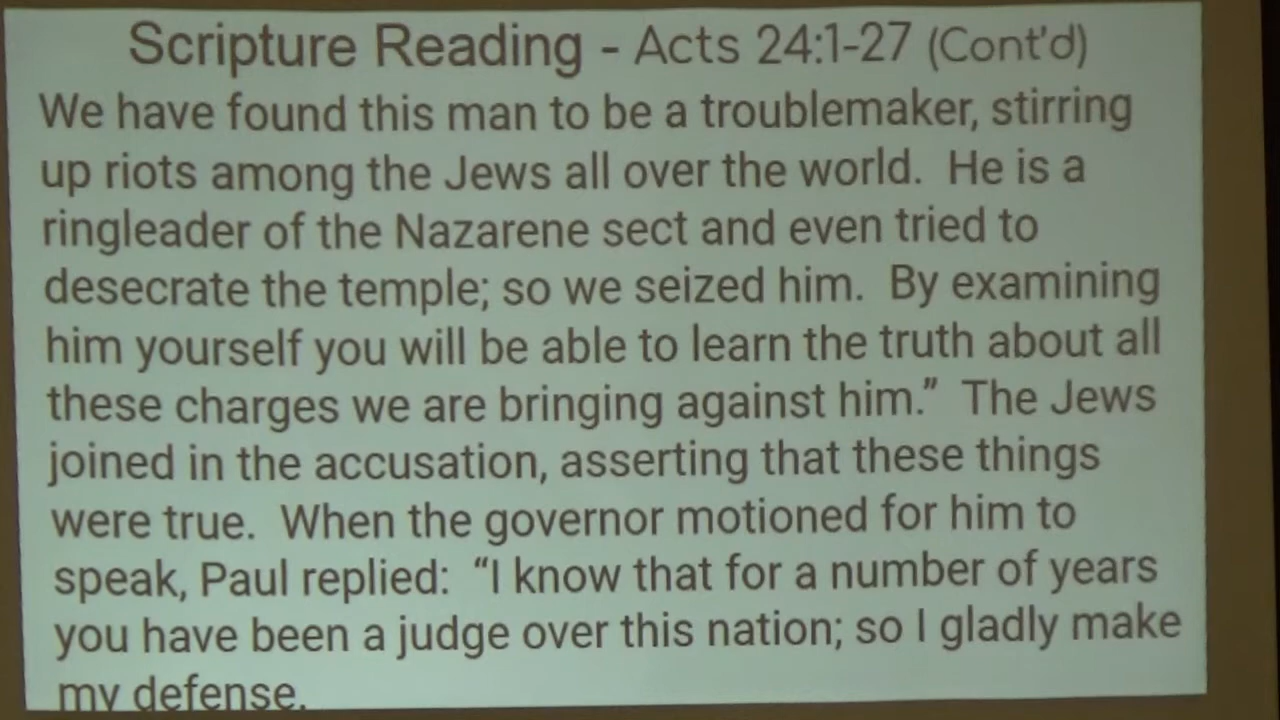 Scripture Reading - Acts 24:1-27 (Cont'd)
We have found this man to be a troublemaker, stirring
up riots among the Jews all over the world.  He is a
ringleader of the Nazarene sect and even tried to
desecrate the temple; so we seized him.  By examining
him yourself you will be able to learn the truth about all
these charges we are bringing against him.”  The Jews
joined in the accusation, asserting that these things
were true.  When the governor motioned for him to
speak, Paul replied:  “I know that for a number of years
you have been a judge over this nation; so I gladly make
my defense.